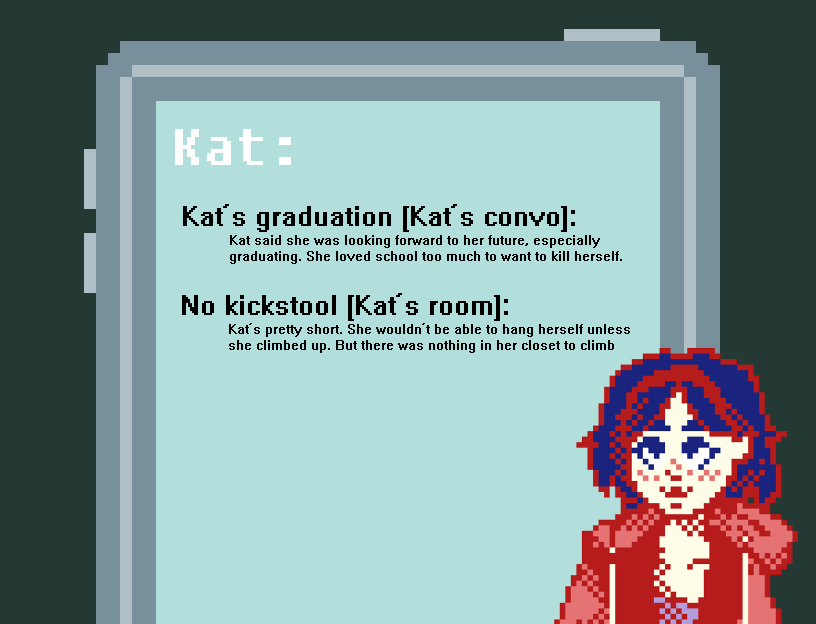 Kat:
Kat's graduation [Kat's convo]:
Kat said she was looking forward to her future, especially
graduating. She loved school too much to want to kill herself.
No kickstool [Kat's room]:
Kat's pretty short. She wouldn't be able to hang herself unless
she climbed up. But there was nothing in her closet to climb